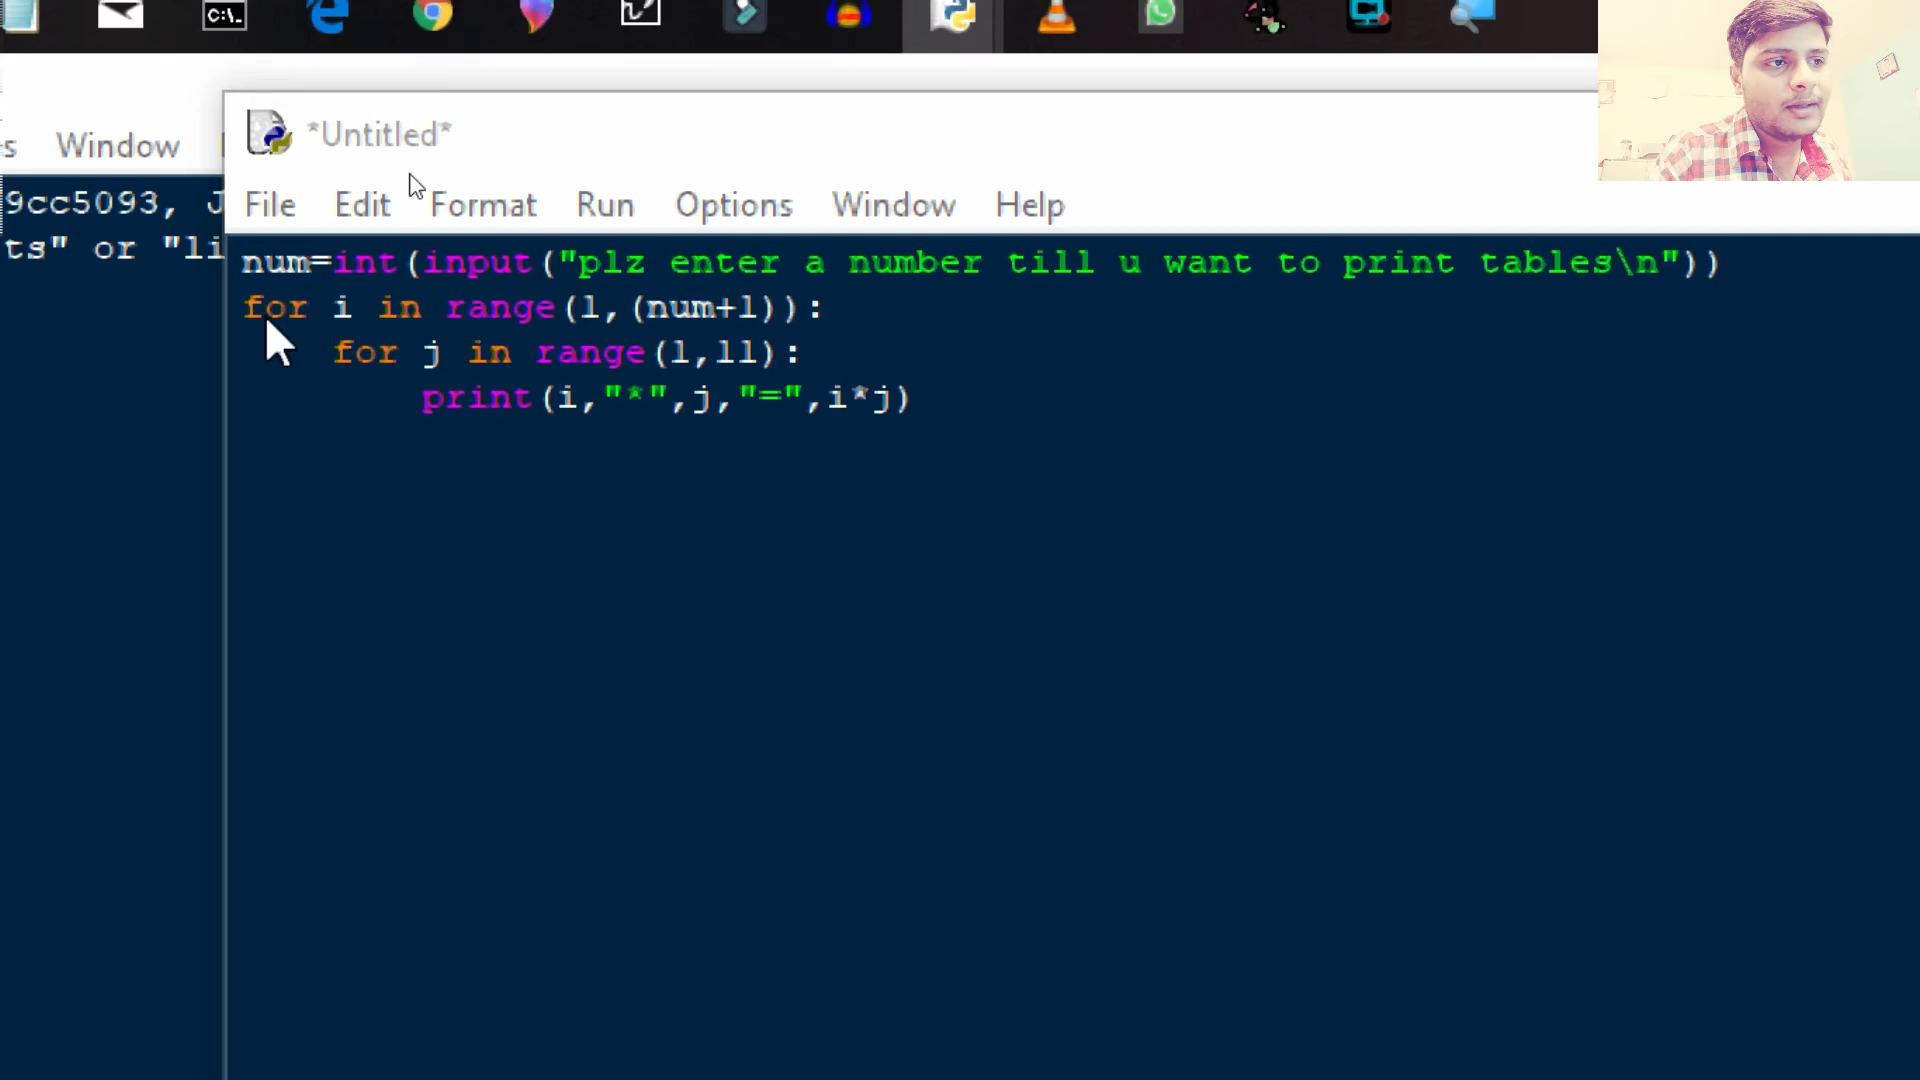 C:\.
*Untitled*
s Window
File Edit Format Run Options Window Help
9cc5093, J
ts" or "li
num=int(input("plz enter a number till u want to print tables\n"))
for i in range(1,(num+1)):
for j in range(1,11):
print(i,"*",j,"=",i*j)